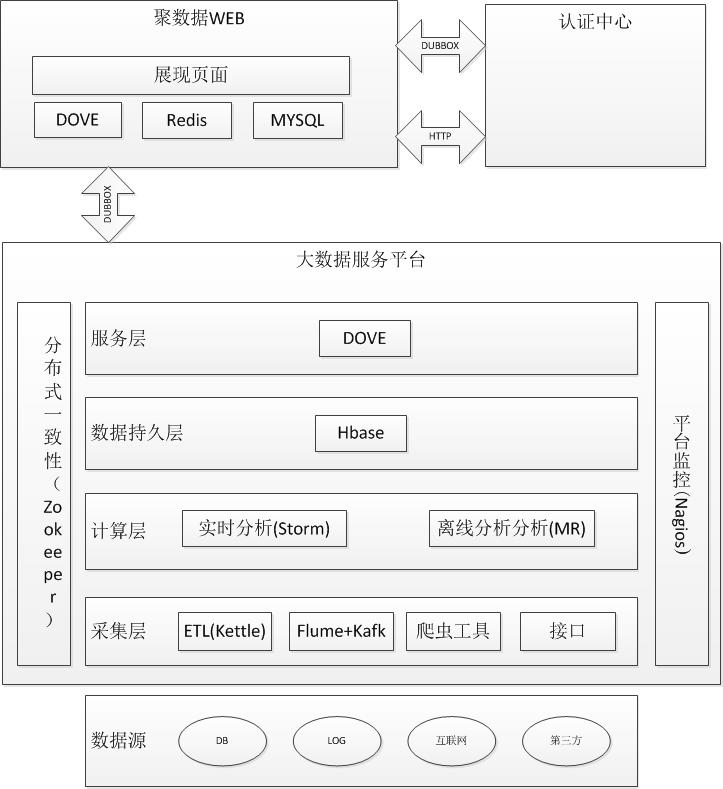 聚数据WEB
认证中心
DUBBOX
展现页面
DOVE
Redis
MYSQL
HTTP
DUBBOX
大数据服务平台
分布式一致性（Zookeeper）
服务层
DOVE
数据持久层
Hbase
计算层
实时分析(Storm)
离线分析分析(MR)
采集层
ETL(Kettle)
Flume+Kafk
爬虫工具
接口
平台监控(Nagios)
数据源
DB
LOG
互联网
第三方